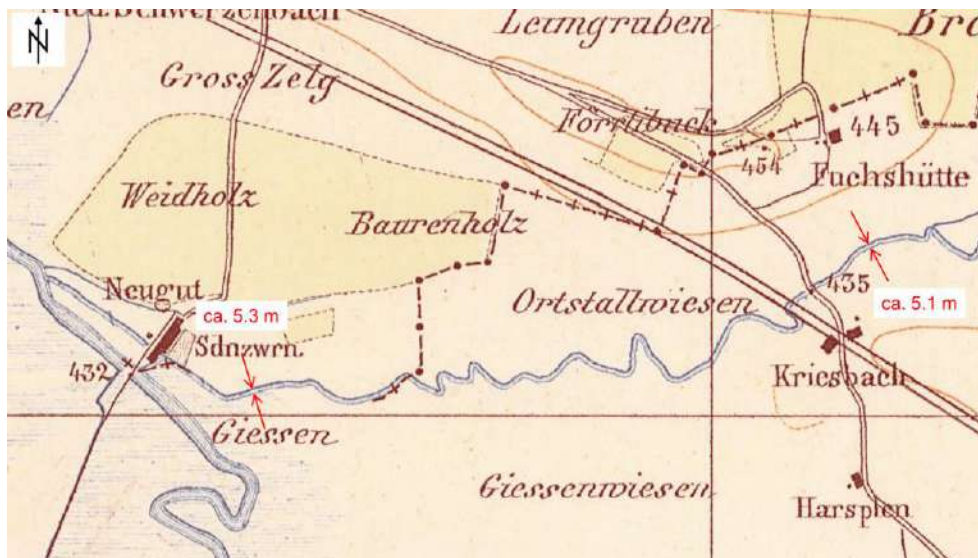 N
Leimgruben
Gross Zelg
en
Förrlibuck
445
454
Fuchshütte
Weidholz
Baurenholz
Neugut
ca. 5.3 m
Ortstallwiesen
435
ca. 5.1 m
432
Sdnzwrn.
Kriesbach
Giessen
Giessenwiesen
Harsplen